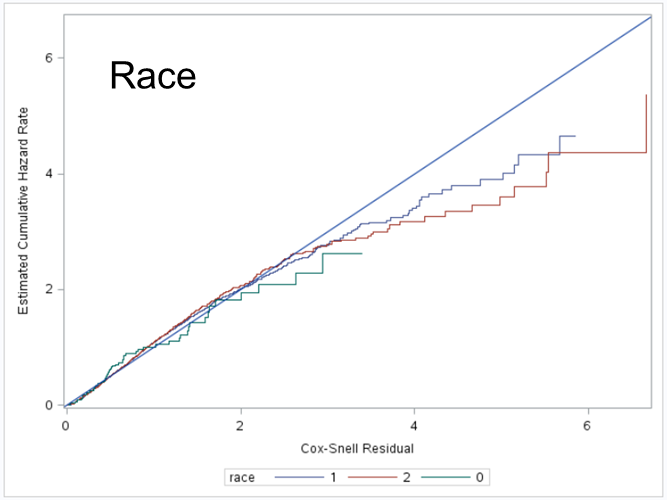 Race
Estimated Cumulative Hazard Rate
6
4
2
0
0 2 4 6
Cox-Snell Residual
race 1 2 0